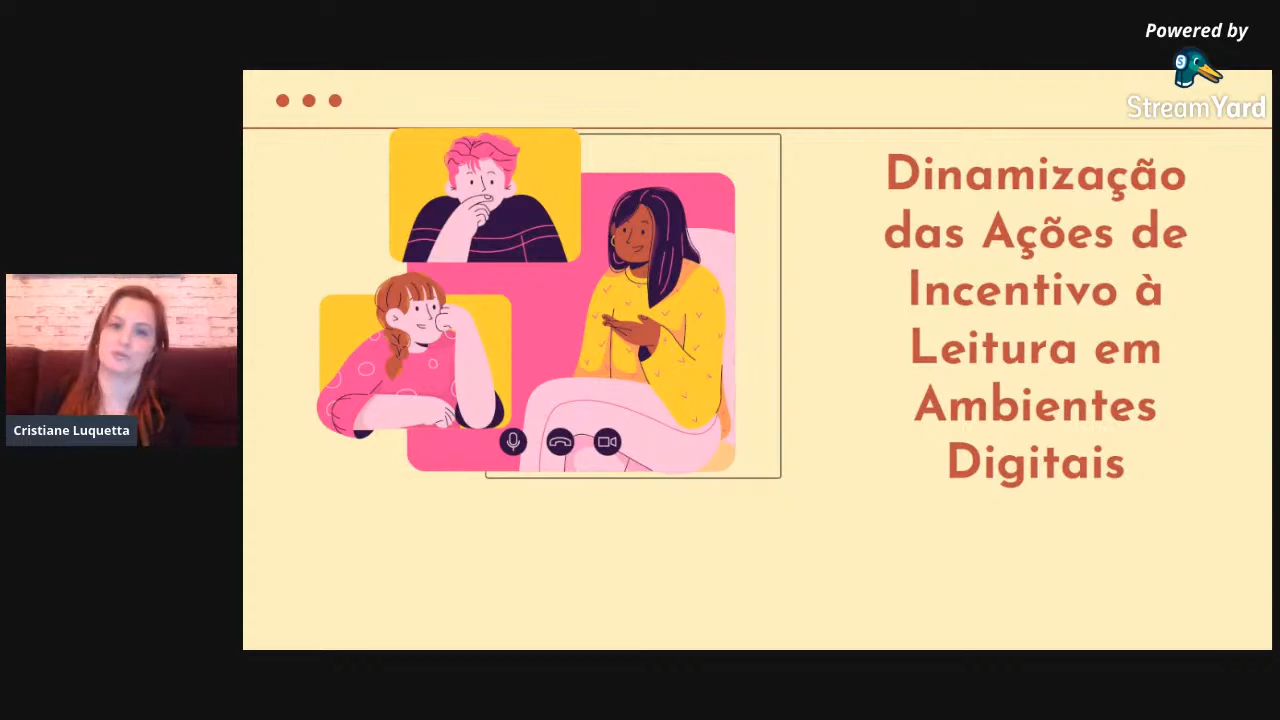 Powered by
StreamYard
Dinamização
das Ações de
Incentivo à
Leitura em
Ambientes
Digitais
Cristiane Luquetta